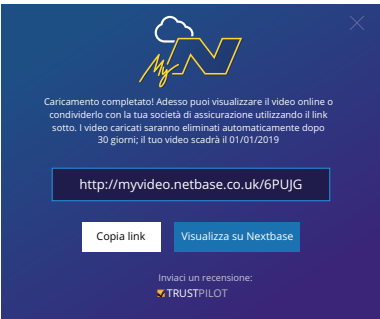 My N
Caricamento completato! Adesso puoi visualizzare il video online o
condividerlo con la tua società di assicurazione utilizzando il link
sotto. I video caricati saranno eliminati automaticamente dopo
30 giorni; il tuo video scadrà il 01/01/2019
http://myvideo.netbase.co.uk/6PUJG
Copia link
Visualizza su Nextbase
Inviaci un recensione:
TRUSTPILOT